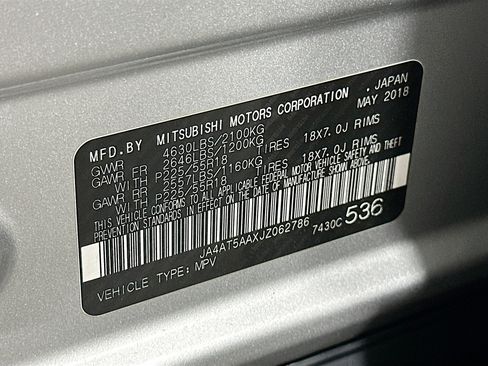 MFD.BY MITSUBISHI MOTORS CORPORATION . JAPAN
MAY 2018
GVWR 4630LBS/2100KG
GAWR FR 2646LBS/1200KG
WITH P225/55R18 TIRES 18X7.0J RIMS
GAWR RR 2557LBS/1160KG
WITH P225/55R18 TIRES 18X7.0J RIMS
THIS VEHICLE CONFORMS TO ALL APPLICABLE FEDERAL MOTOR VEHICLE SAFETY AND THEFT
PREVENTION STANDARDS IN EFFECT ON THE DATE OF MANUFACTURE SHOWN ABOVE.
JA4AT5AAXJZ062786 7430C 536
VEHICLE TYPE: MPV